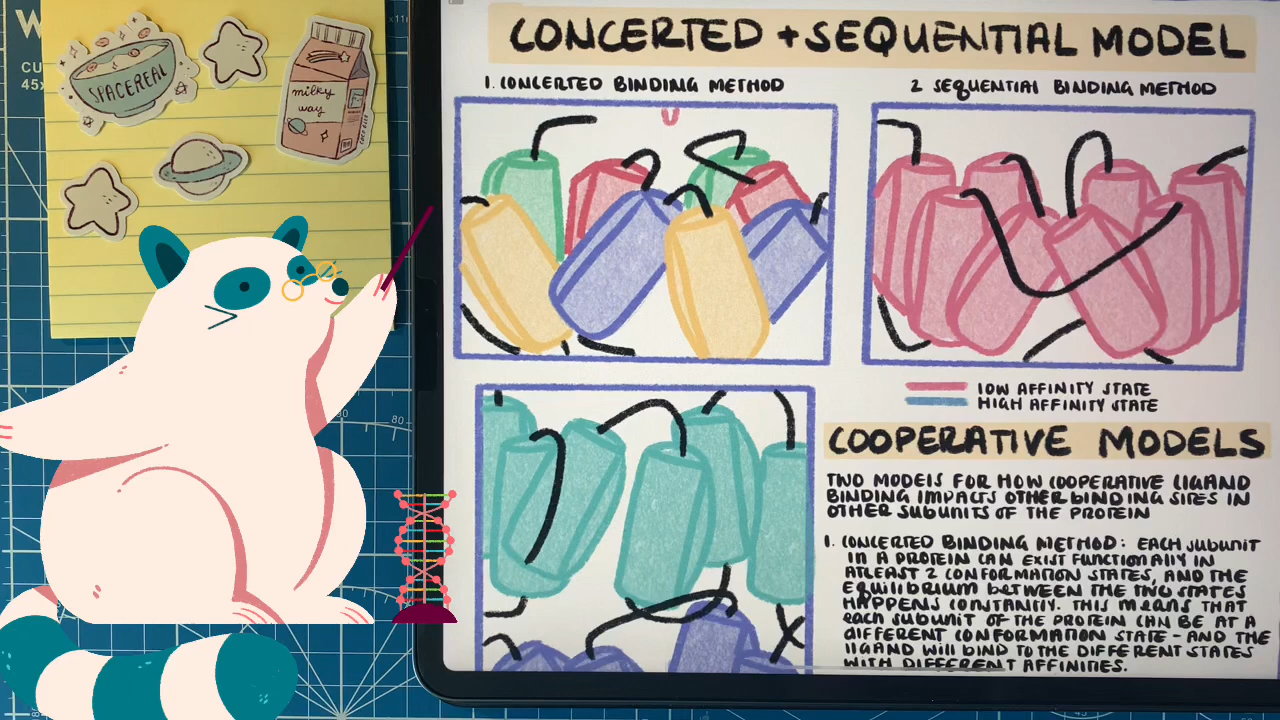 SPACEREAL
milky
way
CONCERTED + SEQUENTIAL MODEL
1. CONCERTED BINDING METHOD
2 SEQUENTIAL BINDING METHOD
LOW AFFINITY STATE
HIGH AFFINITY STATE
COOPERATIVE MODELS
TWO MODELS FOR HOW COOPERATIVE LIGAND
BINDING IMPACTS OTHER BINDING SITES IN
OTHER SUBUNITS OF THE PROTEIN
1. CONCERTED BINDING METHOD: EACH SUBUNIT
IN A PROTEIN CAN EXIST FUNCTIONALLY IN
ATLEAST 2 CONFORMATION STATES, AND THE
EQUILIBRIUM BETWEEN THE TWO STATES
HAPPENS CONSTANTLY. THIS MEANS THAT
EACH SUBUNIT OF THE PROTEIN CAN BE AT A
DIFFERENT CONFORMATION STATE - AND THE
LIGAND WILL BIND TO THE DIFFERENT STATES
WITH DIFFERENT AFFINITIES.
80